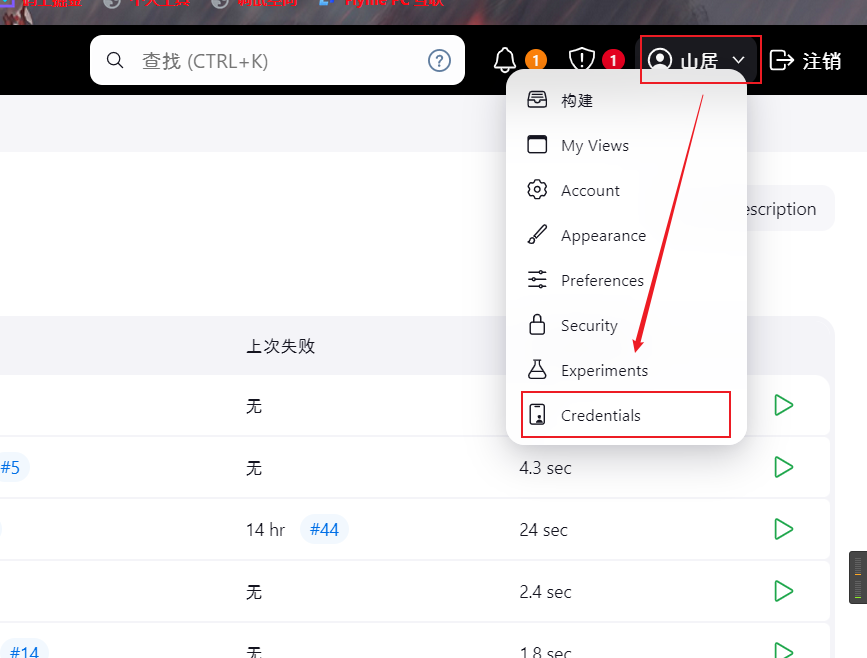 查找 (CTRL+K)
?
1
1
山居
注销
构建
My Views
Account
Appearance
Preferences
Security
Experiments
Credentials
escription
上次失败
无
#5
无
4.3 sec
14 hr
#44
24 sec
无
2.4 sec
#14
无
1.8 sec